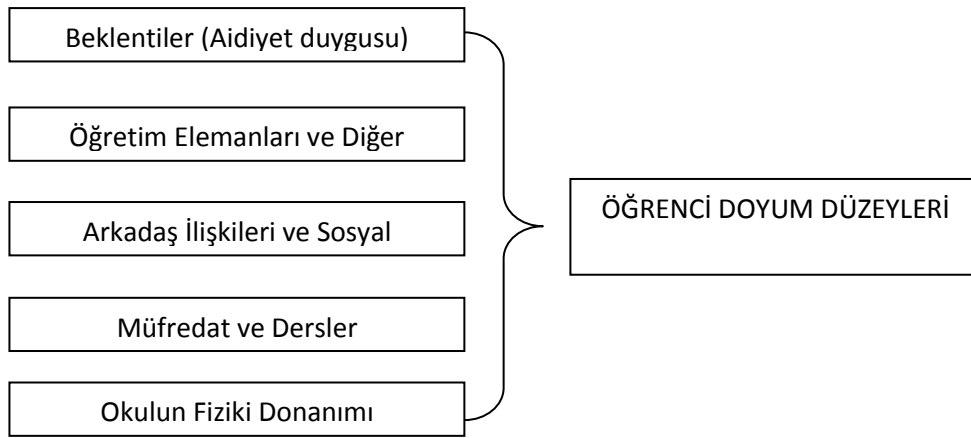 Beklentiler (Aidiyet duygusu)
Öğretim Elemanları ve Diğer
Arkadaş İlişkileri ve Sosyal
Müfredat ve Dersler
Okulun Fiziki Donanımı
ÖĞRENCİ DOYUM DÜZEYLERİ